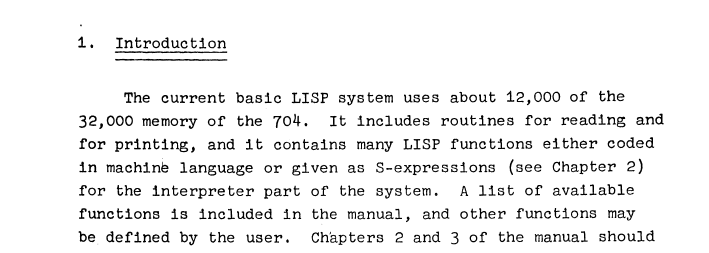 1. Introduction
The current basic LISP system uses about 12,000 of the
32,000 memory of the 704. It includes routines for reading and
for printing, and it contains many LISP functions either coded
in machine language or given as S-expressions (see Chapter 2)
for the interpreter part of the system. A list of available
functions is included in the manual, and other functions may
be defined by the user. Chapters 2 and 3 of the manual should